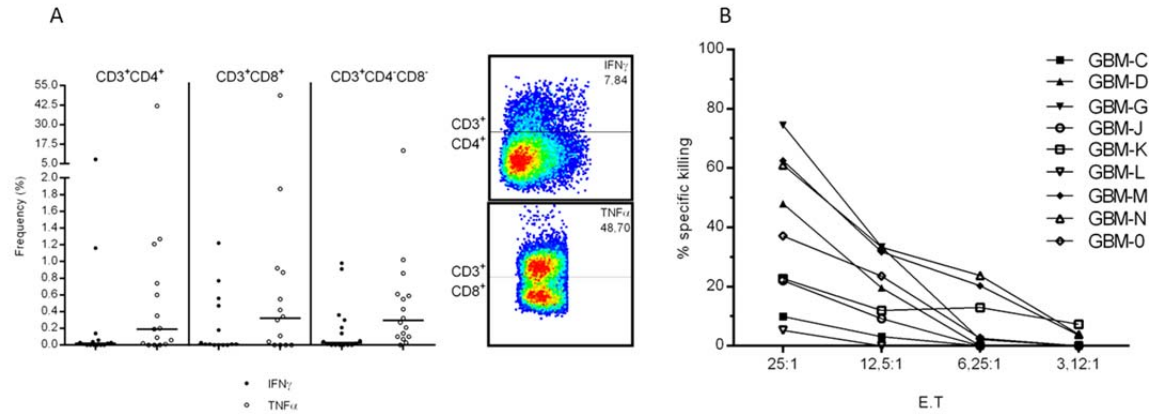 A
B
CD3⁺CD4⁺ CD3⁺CD8⁺ CD3⁺CD4⁻CD8⁻
Frequency (%)
55.0
42.5
30.0
17.5
5.0
2.0
1.8
1.6
1.4
1.2
1.0
0.8
0.6
0.4
0.2
0.0
IFNγ
TNFα
IFNγ
7.84
CD3⁺
CD4⁺
TNFα
48.70
CD3⁺
CD8⁺
% specific killing
100
80
60
40
20
0
25:1 12,5:1 6,25:1 3,12:1
E.T
GBM-C
GBM-D
GBM-G
GBM-J
GBM-K
GBM-L
GBM-M
GBM-N
GBM-0